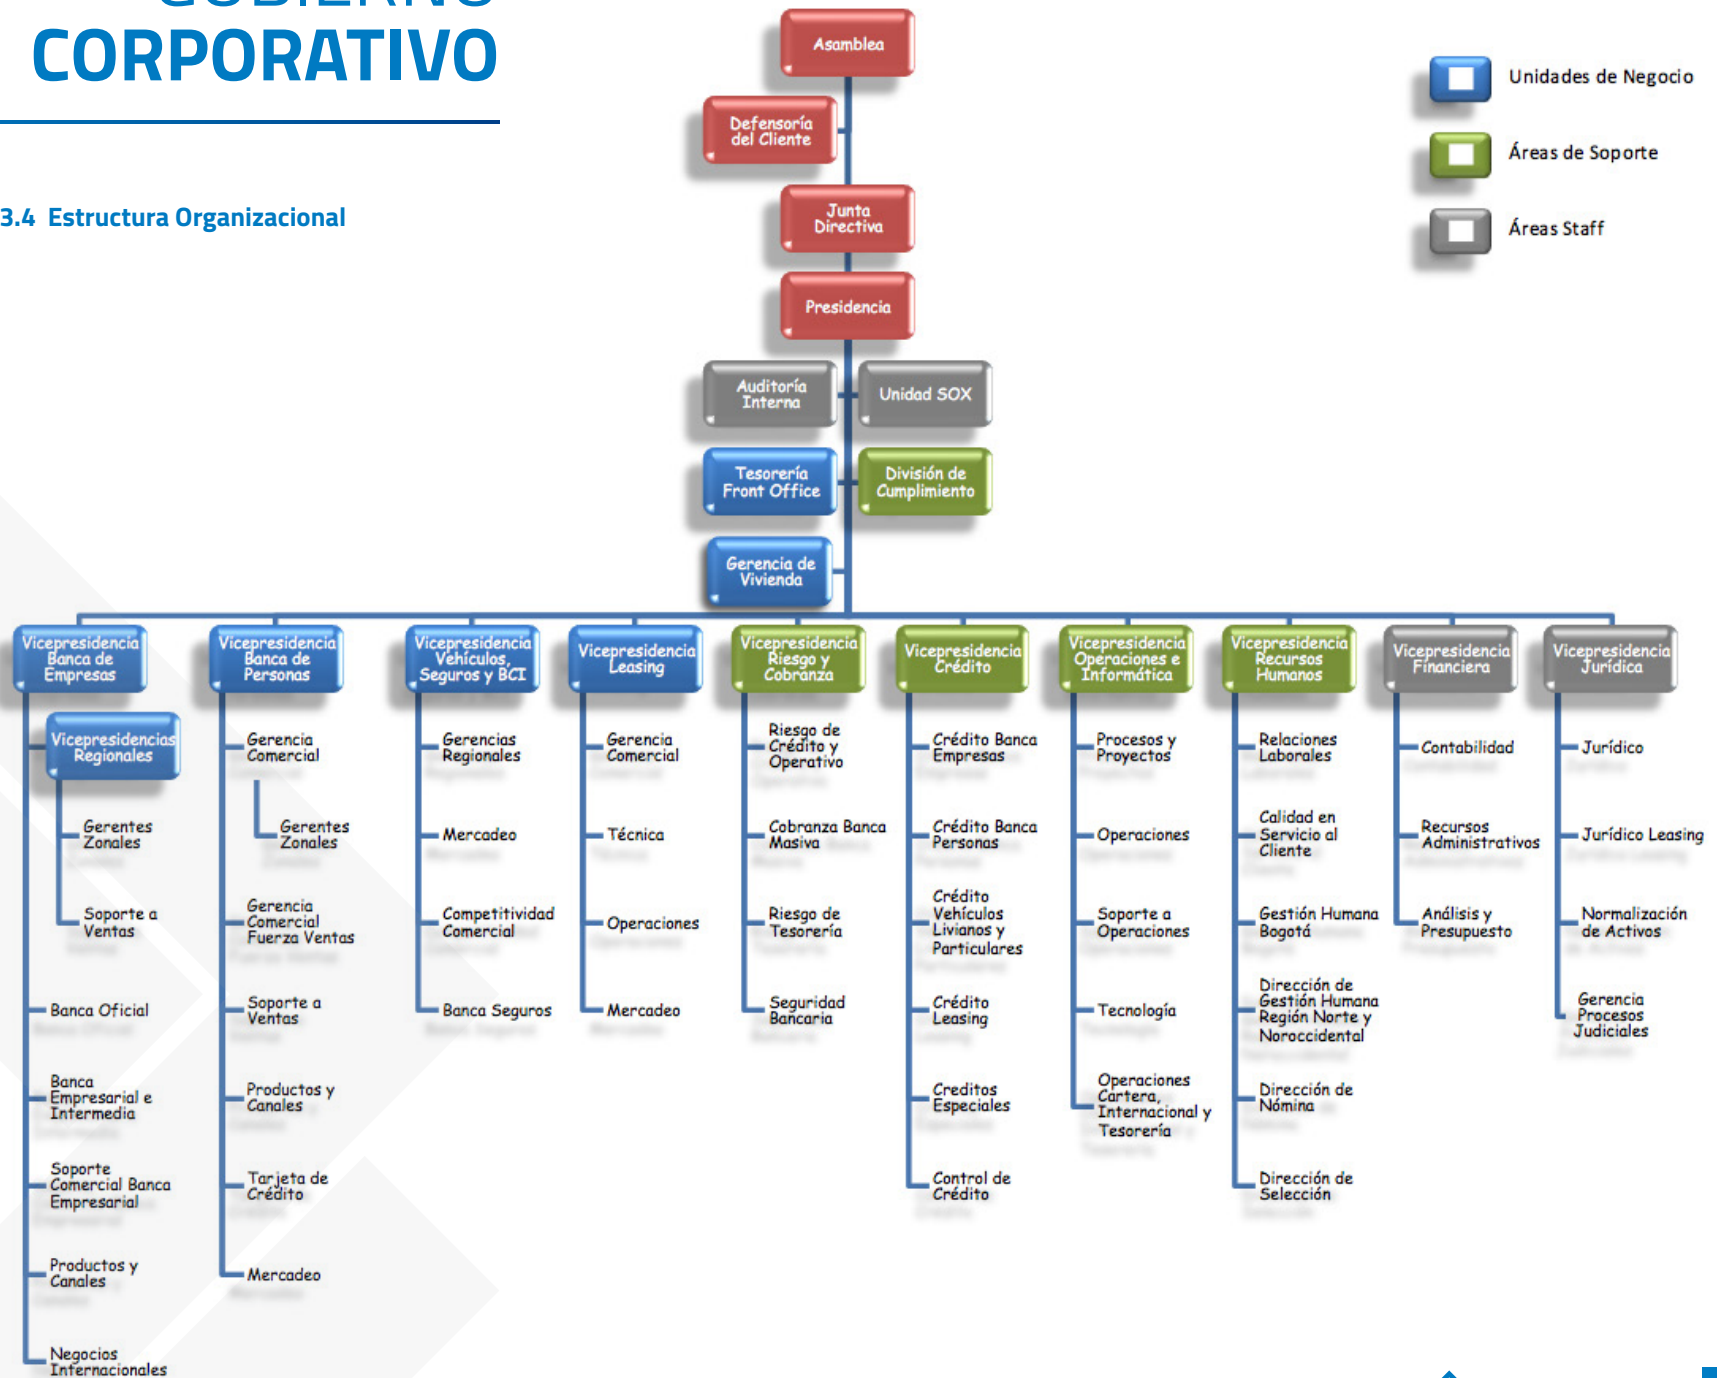 GOBIERNO
CORPORATIVO
3.4 Estructura Organizacional
Unidades de Negocio
Áreas de Soporte
Áreas Staff
Asamblea
Defensoría
del Cliente
Junta
Directiva
Presidencia
Auditoría
Interna
Unidad SOX
Tesorería
Front Office
División de
Cumplimiento
Gerencia de
Vivienda
Vicepresidencia
Banca de
Empresas
Vicepresidencias
Regionales
Gerentes
Zonales
Soporte a
Ventas
Banca Oficial
Banca
Empresarial e
Intermedia
Soporte
Comercial Banca
Empresarial
Productos y
Canales
Negocios
Internacionales
Vicepresidencia
Banca de
Personas
Gerencia
Comercial
Gerentes
Zonales
Gerencia
Comercial
Fuerza Ventas
Soporte a
Ventas
Productos y
Canales
Tarjeta de
Crédito
Mercadeo
Vicepresidencia
Vehículos,
Seguros y BCI
Gerencias
Regionales
Mercadeo
Competitividad
Comercial
Banca Seguros
Vicepresidencia
Leasing
Gerencia
Comercial
Técnica
Operaciones
Mercadeo
Vicepresidencia
Riesgo y
Cobranza
Riesgo de
Crédito y
Operativo
Cobranza Banca
Masiva
Riesgo de
Tesorería
Seguridad
Bancaria
Vicepresidencia
Crédito
Crédito Banca
Empresas
Crédito Banca
Personas
Crédito
Vehículos
Livianos y
Particulares
Crédito
Leasing
Creditos
Especiales
Control de
Crédito
Vicepresidencia
Operaciones e
Informática
Procesos y
Proyectos
Operaciones
Soporte a
Operaciones
Tecnología
Operaciones
Cartera,
Internacional y
Tesorería
Vicepresidencia
Recursos
Humanos
Relaciones
Laborales
Calidad en
Servicio al
Cliente
Gestión Humana
Bogotá
Dirección de
Gestión Humana
Región Norte y
Noroccidental
Dirección de
Nómina
Dirección de
Selección
Vicepresidencia
Financiera
Contabilidad
Recursos
Administrativos
Análisis y
Presupuesto
Vicepresidencia
Jurídica
Jurídico
Jurídico Leasing
Normalización
de Activos
Gerencia
Procesos
Judiciales